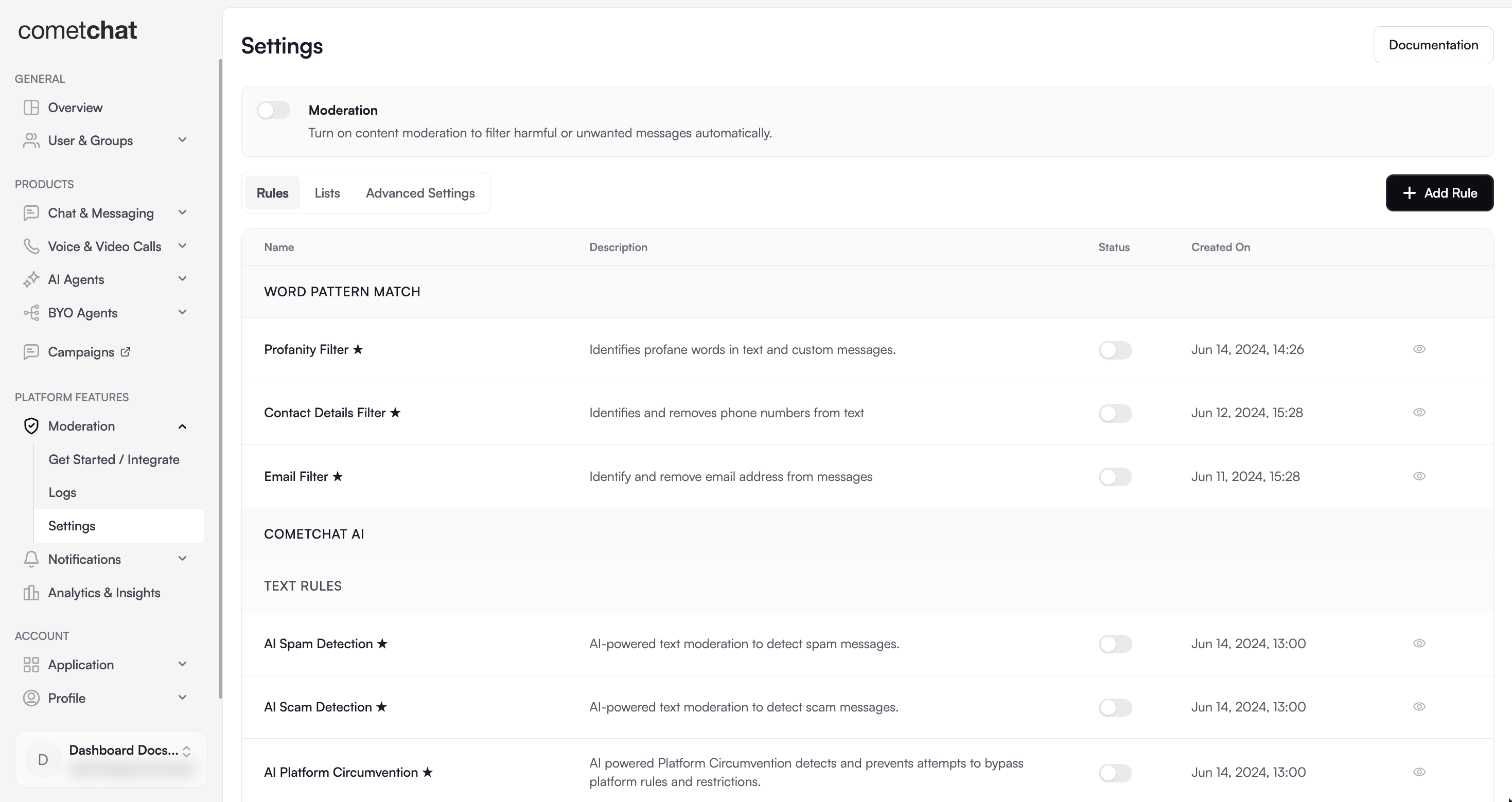 cometchat
GENERAL
Overview
User & Groups
PRODUCTS
Chat & Messaging
Voice & Video Calls
AI Agents
BYO Agents
Campaigns
PLATFORM FEATURES
Moderation
Get Started / Integrate
Logs
Settings
Notifications
Analytics & Insights
ACCOUNT
Application
Profile
D
Dashboard Docs...
Settings
Documentation
Moderation
Turn on content moderation to filter harmful or unwanted messages automatically.
Rules Lists Advanced Settings
+ Add Rule
Name Description Status Created On
WORD PATTERN MATCH
Profanity Filter ★ Identifies profane words in text and custom messages. Jun 14, 2024, 14:26
Contact Details Filter ★ Identifies and removes phone numbers from text Jun 12, 2024, 15:28
Email Filter ★ Identify and remove email address from messages Jun 11, 2024, 15:28
COMETCHAT AI
TEXT RULES
AI Spam Detection ★ AI-powered text moderation to detect spam messages. Jun 14, 2024, 13:00
AI Scam Detection ★ AI-powered text moderation to detect scam messages. Jun 14, 2024, 13:00
AI Platform Circumvention ★ AI powered Platform Circumvention detects and prevents attempts to bypass
platform rules and restrictions. Jun 14, 2024, 13:00